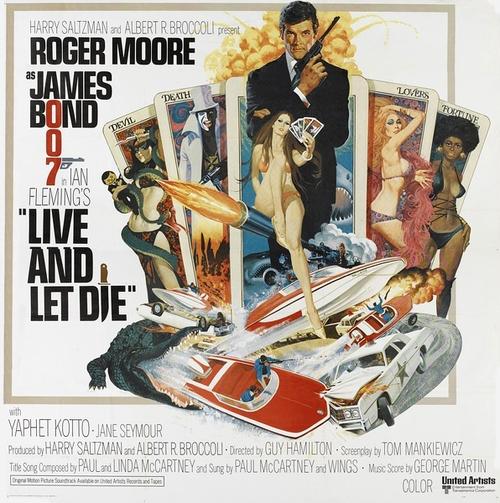 HARRY SALTZMAN and ALBERT R. BROCCOLI present
ROGER MOORE
as JAMES
BOND
007
in IAN
FLEMING'S
"LIVE
AND
LET DIE"
DEVIL
DEATH
LOVERS
FORTUNE
with
YAPHET KOTTO · JANE SEYMOUR
Produced by HARRY SALTZMAN and ALBERT R. BROCCOLI · Directed by GUY HAMILTON · Screenplay by TOM MANKIEWICZ
Title Song Composed by PAUL and LINDA McCARTNEY and Sung by PAUL McCARTNEY and WINGS · Music Score by GEORGE MARTIN
Original Motion Picture Soundtrack Available on United Artists Records and Tapes
COLOR
United Artists
Entertainment from
Transamerica Corporation